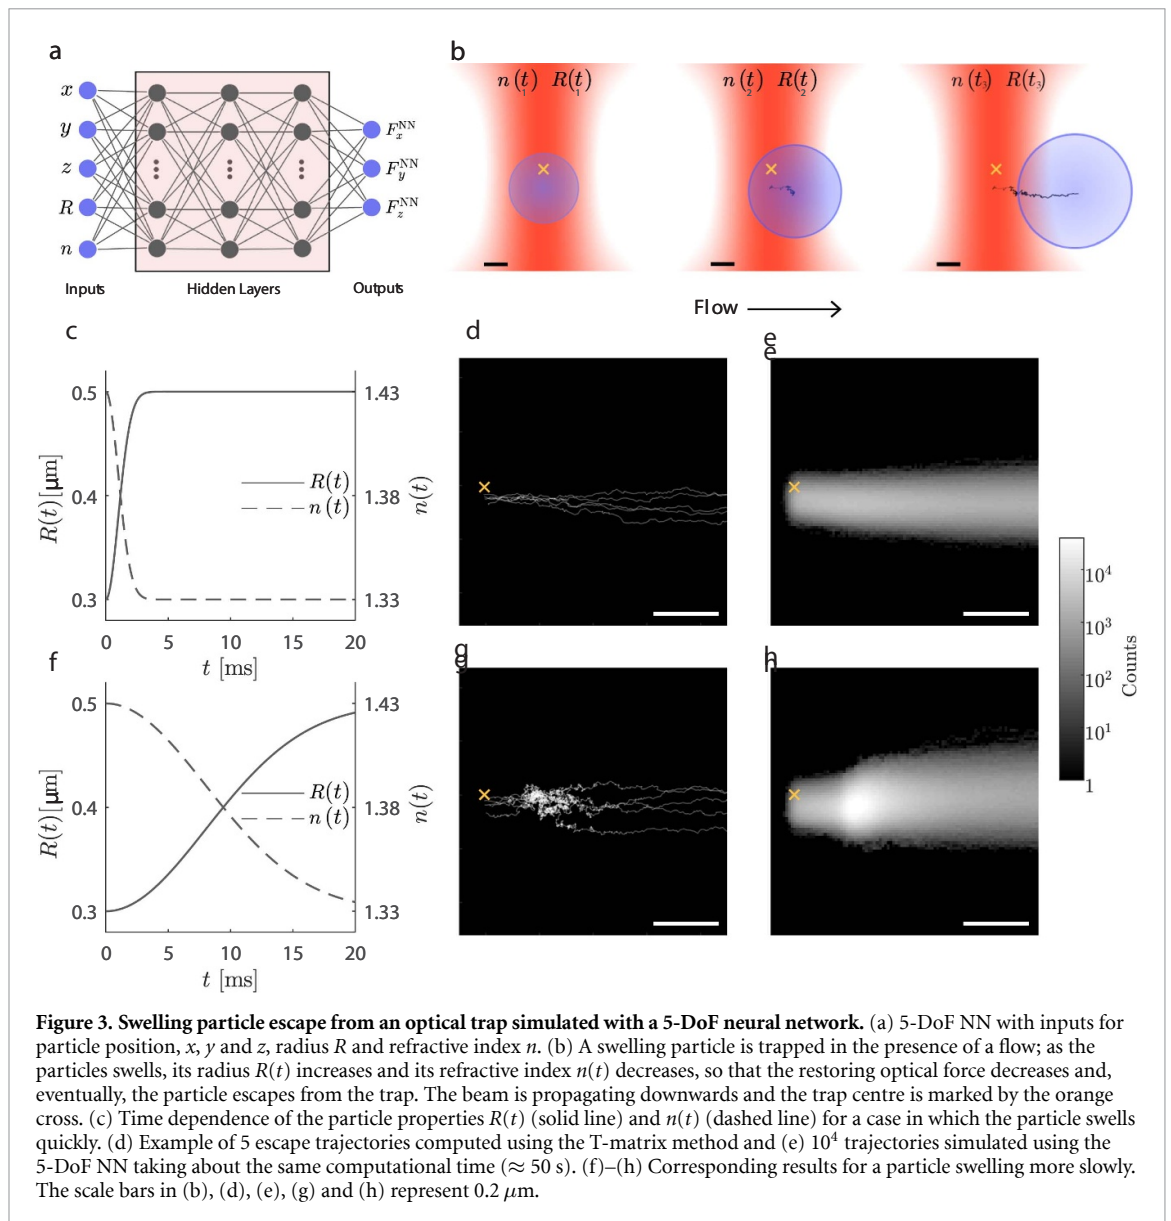 a
x
y
z
R
n
F_x^NN
F_y^NN
F_z^NN
Inputs
Hidden Layers
Outputs
b
n(t_1) R(t_1)
n(t_2) R(t_2)
n(t_3) R(t_3)
Flow
c
0.5
0.4
0.3
R(t)[μm]
1.43
1.38
1.33
n(t)
R(t)
n(t)
0 5 10 15 20
t [ms]
d
e
e
f
0.5
0.4
0.3
R(t)[μm]
1.43
1.38
1.33
n(t)
R(t)
n(t)
0 5 10 15 20
t [ms]
g
g
h
h
10^4
10^3
10^2
10^1
1
Counts
Figure 3. Swelling particle escape from an optical trap simulated with a 5-DoF neural network. (a) 5-DoF NN with inputs for
particle position, x, y and z, radius R and refractive index n. (b) A swelling particle is trapped in the presence of a flow; as the
particles swells, its radius R(t) increases and its refractive index n(t) decreases, so that the restoring optical force decreases and,
eventually, the particle escapes from the trap. The beam is propagating downwards and the trap centre is marked by the orange
cross. (c) Time dependence of the particle properties R(t) (solid line) and n(t) (dashed line) for a case in which the particle swells
quickly. (d) Example of 5 escape trajectories computed using the T-matrix method and (e) 10^4 trajectories simulated using the
5-DoF NN taking about the same computational time (≈ 50 s). (f)–(h) Corresponding results for a particle swelling more slowly.
The scale bars in (b), (d), (e), (g) and (h) represent 0.2 μm.